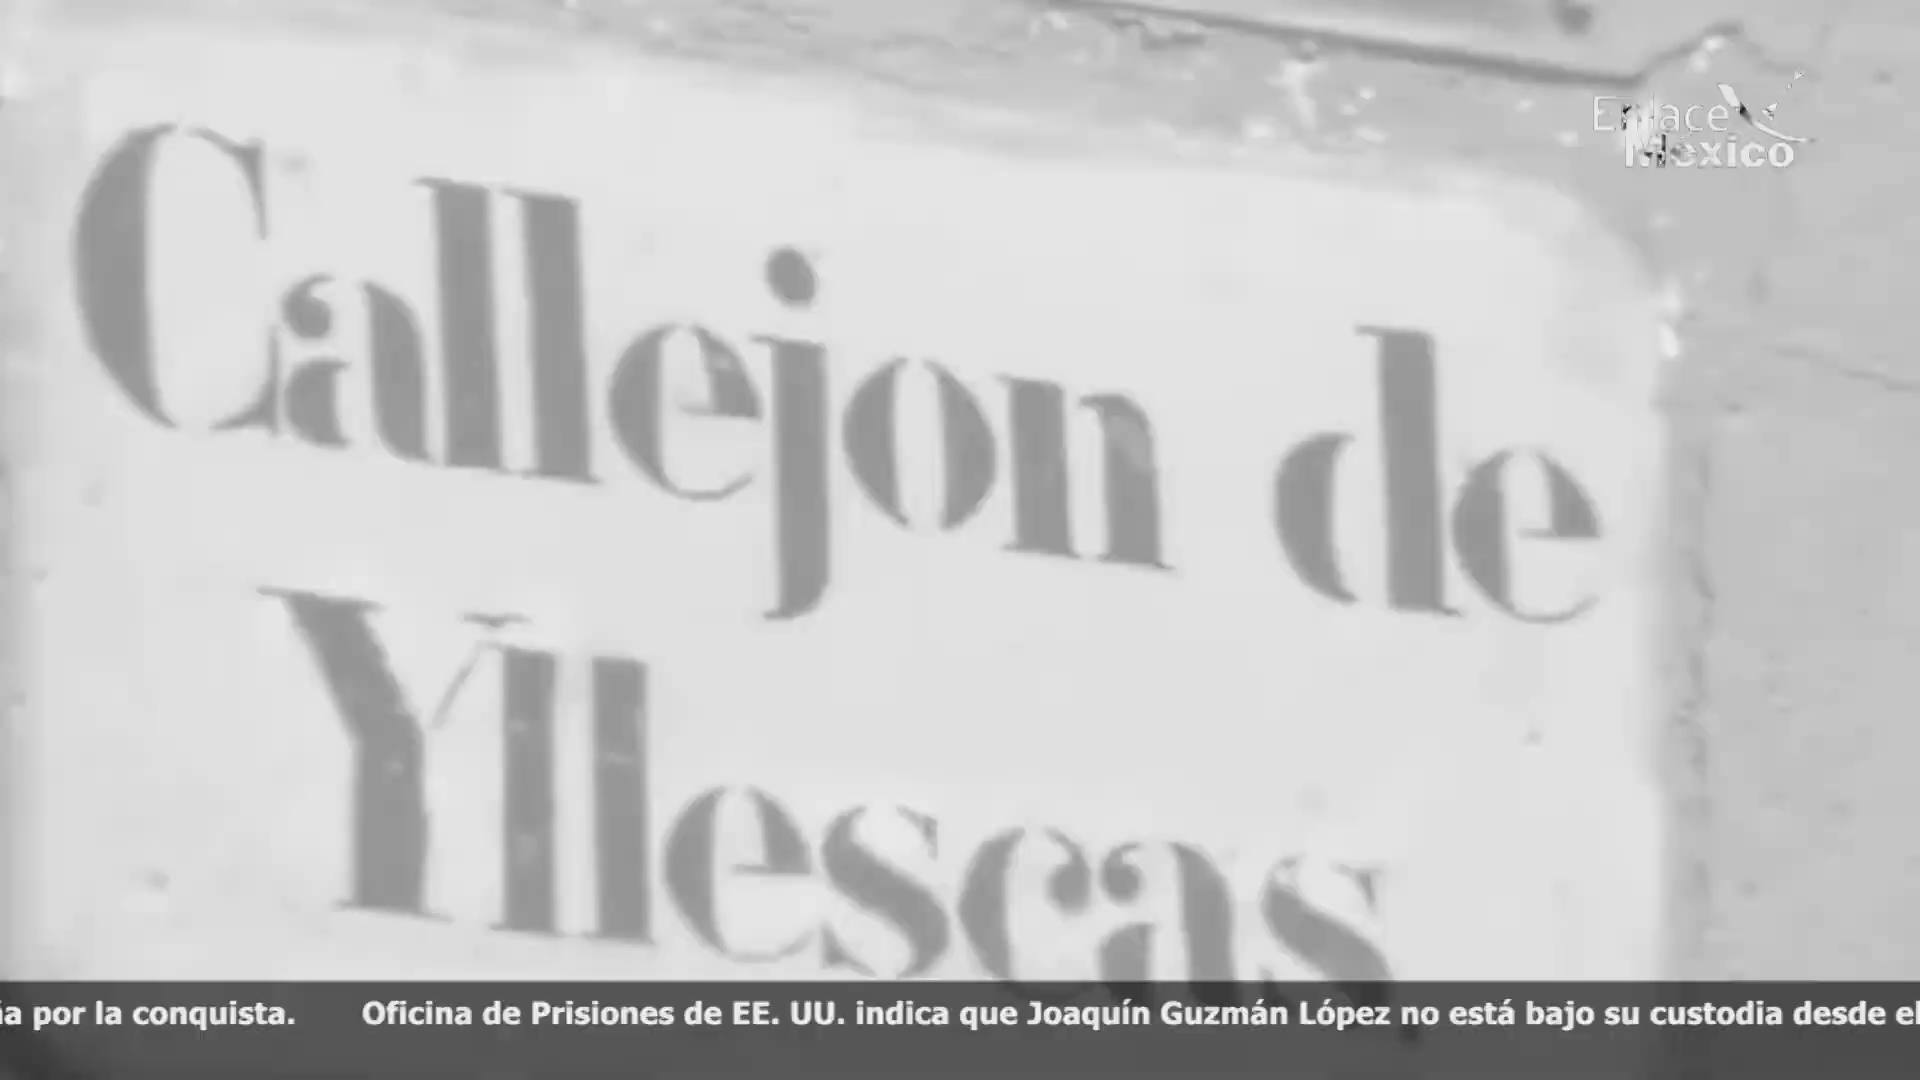 Enlace
México
Callejon de
Yllescas
ña por la conquista. Oficina de Prisiones de EE. UU. indica que Joaquín Guzmán López no está bajo su custodia desde el